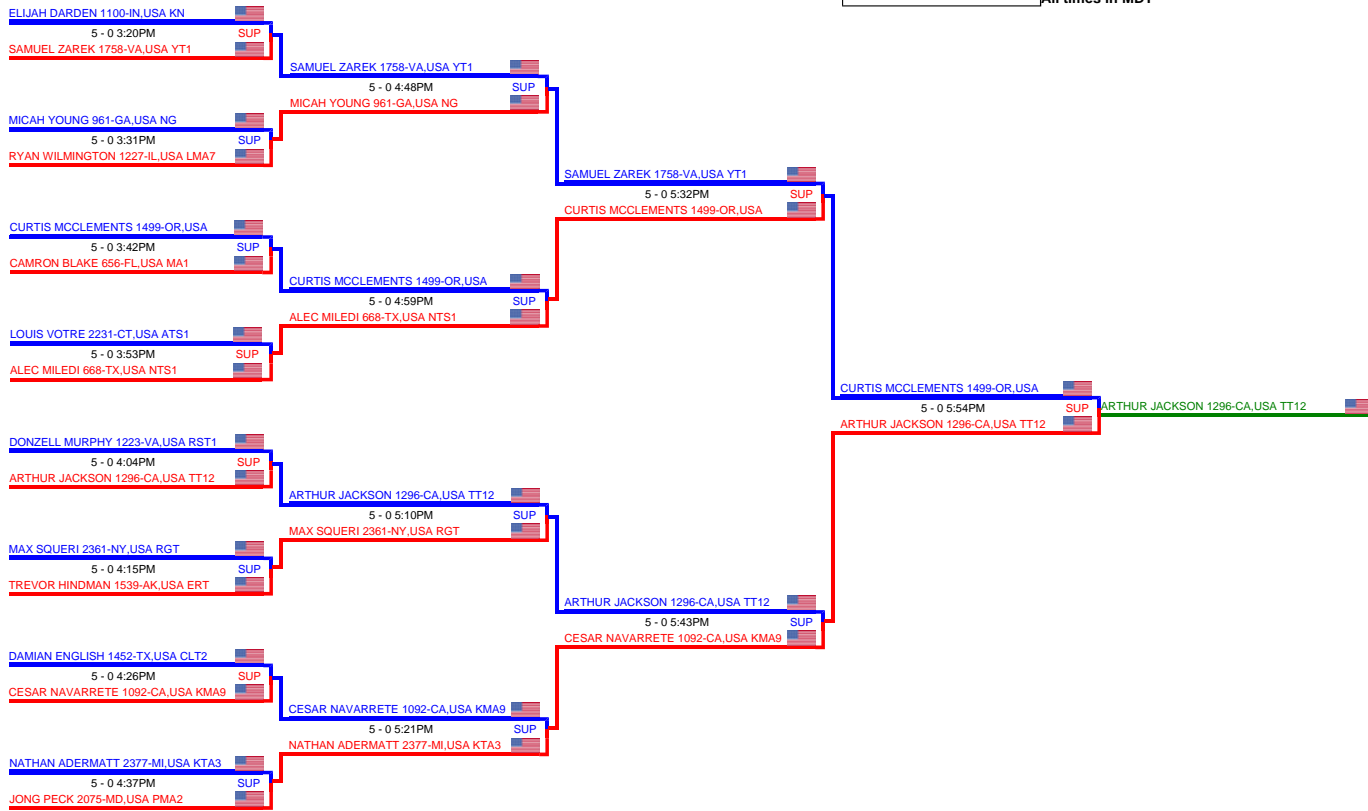 All times in MDT
ELIJAH DARDEN 1100-IN,USA KN
5 - 0 3:20PM SUP
SAMUEL ZAREK 1758-VA,USA YT1
MICAH YOUNG 961-GA,USA NG
5 - 0 3:31PM SUP
RYAN WILMINGTON 1227-IL,USA LMA7
CURTIS MCCLEMENTS 1499-OR,USA
5 - 0 3:42PM SUP
CAMRON BLAKE 656-FL,USA MA1
LOUIS VOTRE 2231-CT,USA ATS1
5 - 0 3:53PM SUP
ALEC MILEDI 668-TX,USA NTS1
DONZELL MURPHY 1223-VA,USA RST1
5 - 0 4:04PM SUP
ARTHUR JACKSON 1296-CA,USA TT12
MAX SQUERI 2361-NY,USA RGT
5 - 0 4:15PM SUP
TREVOR HINDMAN 1539-AK,USA ERT
DAMIAN ENGLISH 1452-TX,USA CLT2
5 - 0 4:26PM SUP
CESAR NAVARRETE 1092-CA,USA KMA9
NATHAN ADERMATT 2377-MI,USA KTA3
5 - 0 4:37PM SUP
JONG PECK 2075-MD,USA PMA2
SAMUEL ZAREK 1758-VA,USA YT1
5 - 0 4:48PM SUP
MICAH YOUNG 961-GA,USA NG
CURTIS MCCLEMENTS 1499-OR,USA
5 - 0 4:59PM SUP
ALEC MILEDI 668-TX,USA NTS1
ARTHUR JACKSON 1296-CA,USA TT12
5 - 0 5:10PM SUP
MAX SQUERI 2361-NY,USA RGT
CESAR NAVARRETE 1092-CA,USA KMA9
5 - 0 5:21PM SUP
NATHAN ADERMATT 2377-MI,USA KTA3
SAMUEL ZAREK 1758-VA,USA YT1
5 - 0 5:32PM SUP
CURTIS MCCLEMENTS 1499-OR,USA
ARTHUR JACKSON 1296-CA,USA TT12
5 - 0 5:43PM SUP
CESAR NAVARRETE 1092-CA,USA KMA9
CURTIS MCCLEMENTS 1499-OR,USA
5 - 0 5:54PM SUP
ARTHUR JACKSON 1296-CA,USA TT12
ARTHUR JACKSON 1296-CA,USA TT12